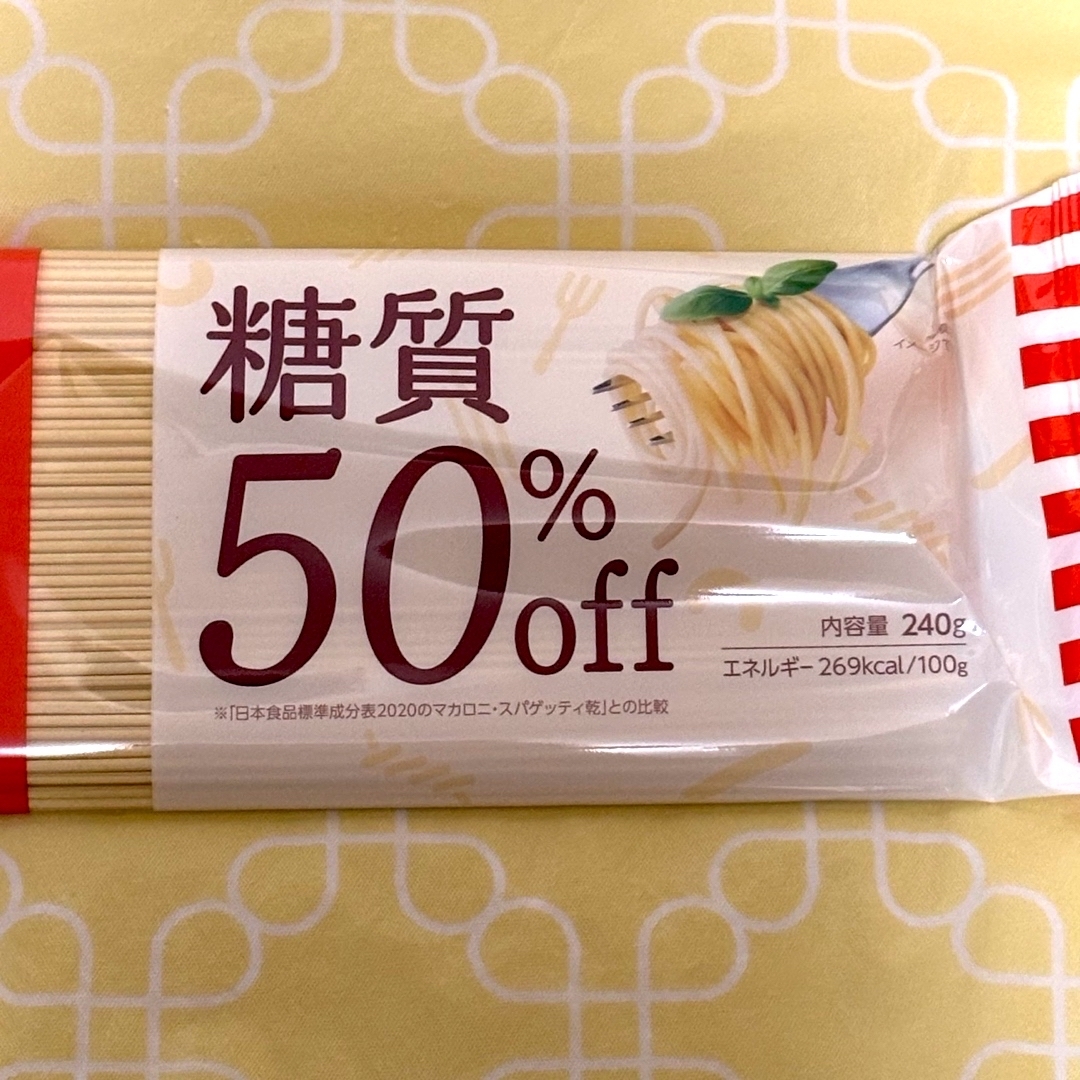 糖質
50%
off
※「日本食品標準成分表2020のマカロニ・スパゲッティ乾」との比較
内容量 240g
エネルギー 269kcal/100g